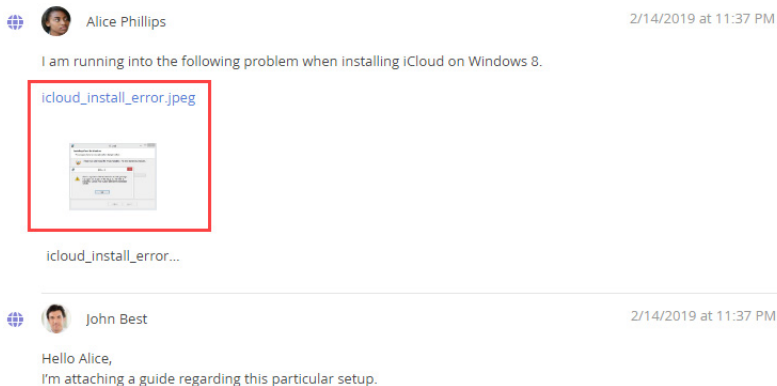 Alice Phillips
2/14/2019 at 11:37 PM
I am running into the following problem when installing iCloud on Windows 8.
icloud_install_error.jpeg
icloud_install_error...
John Best
2/14/2019 at 11:37 PM
Hello Alice,
I'm attaching a guide regarding this particular setup.